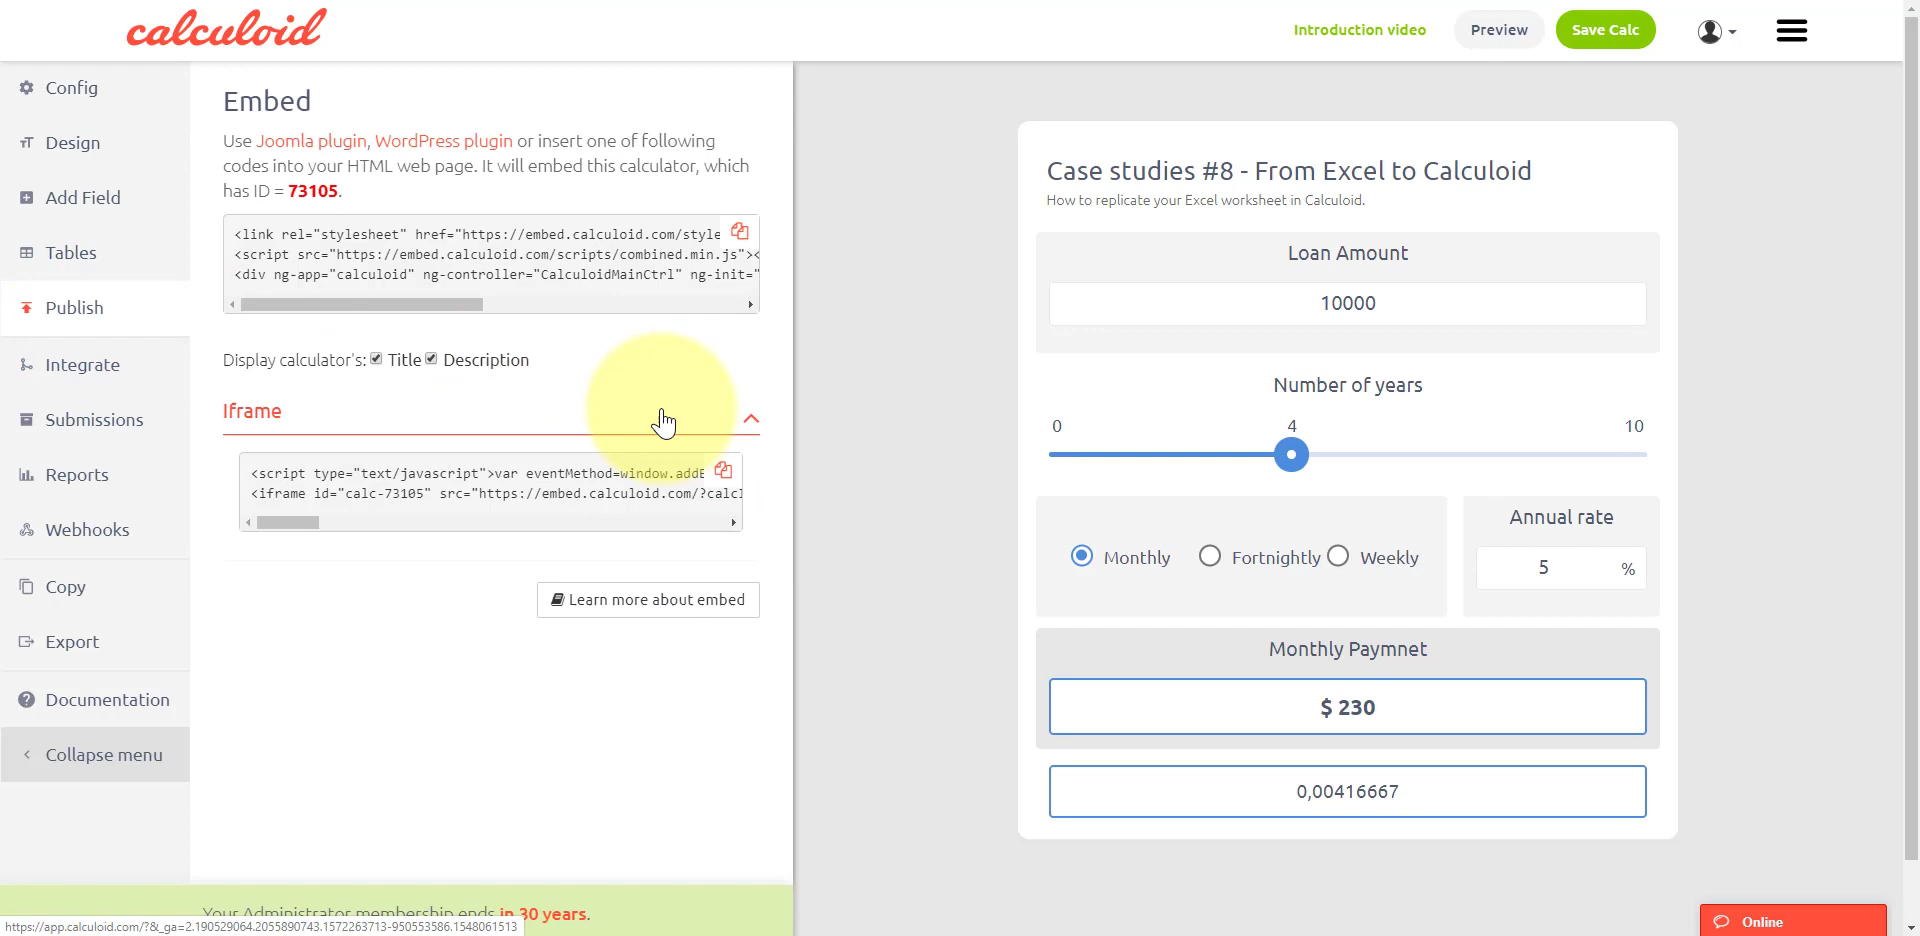 calculoid
Introduction video
Preview
Save Calc
Config
Design
Add Field
Tables
Publish
Integrate
Submissions
Reports
Webhooks
Copy
Export
Documentation
Collapse menu
Embed
Use Joomla plugin, WordPress plugin or insert one of following
codes into your HTML web page. It will embed this calculator, which
has ID = 73105.
<link rel="stylesheet" href="https://embed.calculoid.com/style
<script src="https://embed.calculoid.com/scripts/combined.min.js"><
<div ng-app="calculoid" ng-controller="CalculoidMainCtrl" ng-init="
Display calculator's: Title Description
Iframe
<script type="text/javascript">var eventMethod=window.addE
<iframe id="calc-73105" src="https://embed.calculoid.com/?calcI
Learn more about embed
Your Administrator membership ends in 30 years.
https://app.calculoid.com/?&_ga=2.190529064.2055890743.1572263713-950553586.1548061513
Case studies #8 - From Excel to Calculoid
How to replicate your Excel worksheet in Calculoid.
Loan Amount
10000
Number of years
0 4 10
Monthly Fortnightly Weekly
Annual rate
5 %
Monthly Paymnet
$ 230
0,00416667
Online